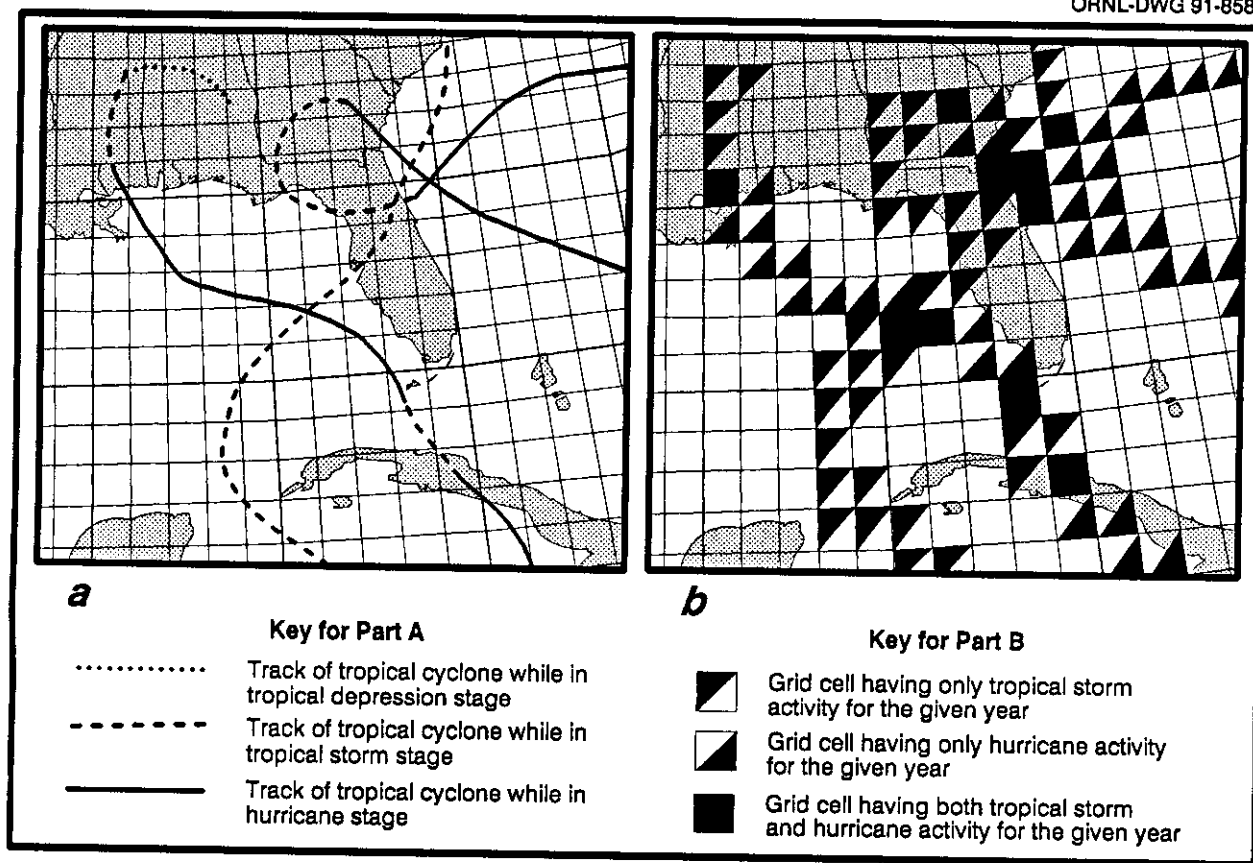 ORNL-DWG 91-858
a
b
Key for Part A
Track of tropical cyclone while in
tropical depression stage
Track of tropical cyclone while in
tropical storm stage
Track of tropical cyclone while in
hurricane stage
Key for Part B
Grid cell having only tropical storm
activity for the given year
Grid cell having only hurricane activity
for the given year
Grid cell having both tropical storm
and hurricane activity for the given year